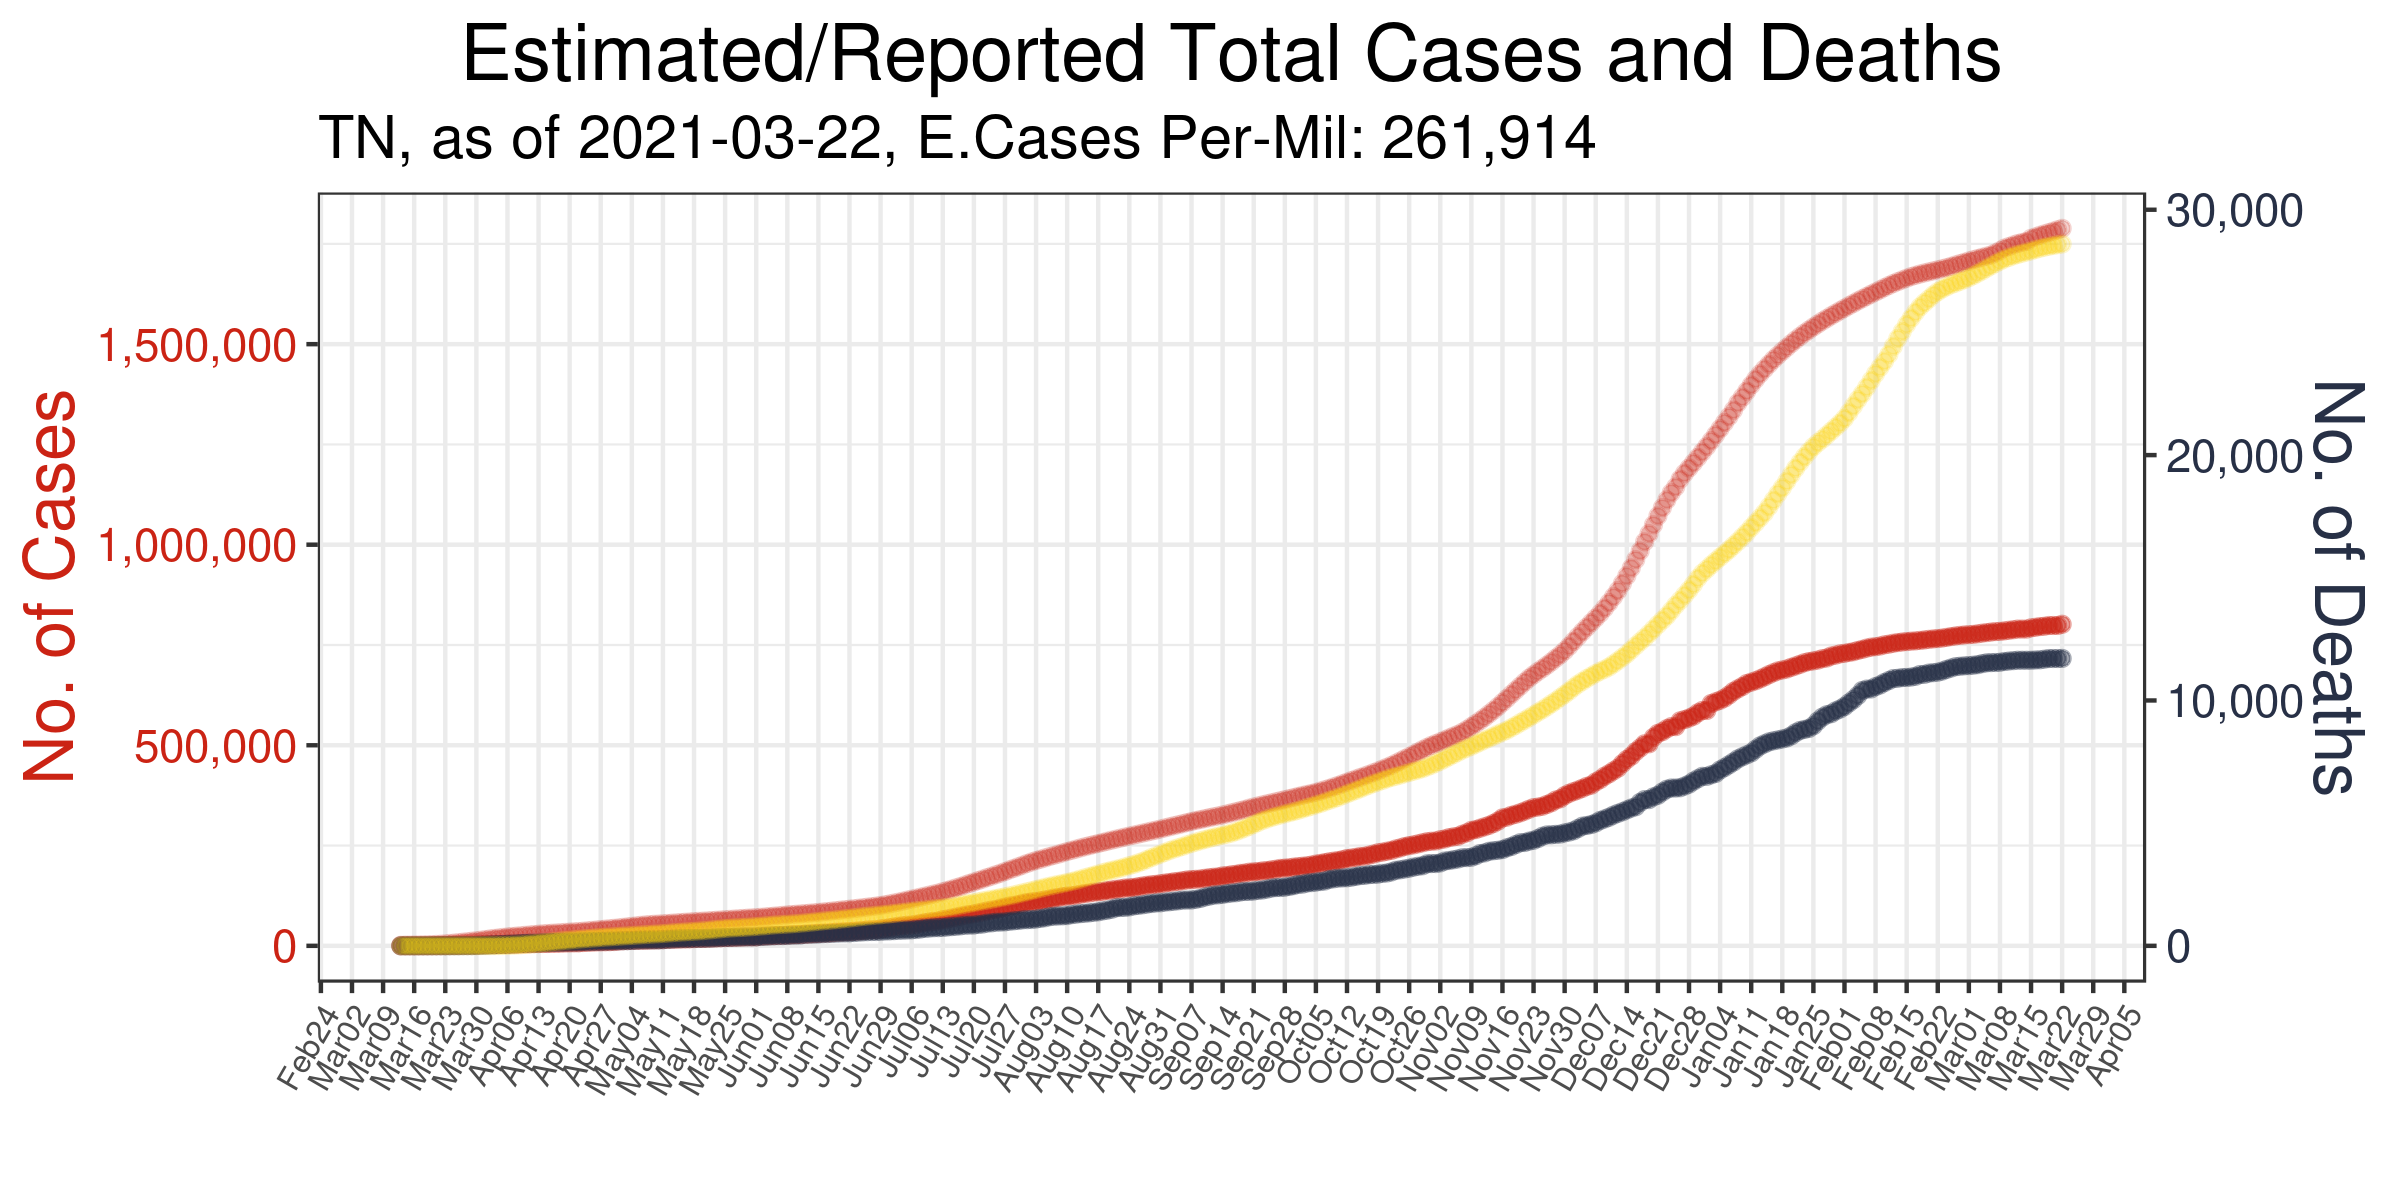 Estimated/Reported Total Cases and Deaths
TN, as of 2021-03-22, E.Cases Per-Mil: 261,914
No. of Cases
1,500,000
1,000,000
500,000
0
30,000
20,000
10,000
0
No. of Deaths
Feb24
Mar02
Mar09
Mar16
Mar23
Mar30
Apr06
Apr13
Apr20
Apr27
May04
May11
May18
May25
Jun01
Jun08
Jun15
Jun22
Jun29
Jul06
Jul13
Jul20
Jul27
Aug03
Aug10
Aug17
Aug24
Aug31
Sep07
Sep14
Sep21
Sep28
Oct05
Oct12
Oct19
Oct26
Nov02
Nov09
Nov16
Nov23
Nov30
Dec07
Dec14
Dec21
Dec28
Dec04
Jan11
Jan18
Jan25
Feb01
Feb08
Feb15
Feb22
Mar01
Mar08
Mar15
Mar22
Mar29
Apr05